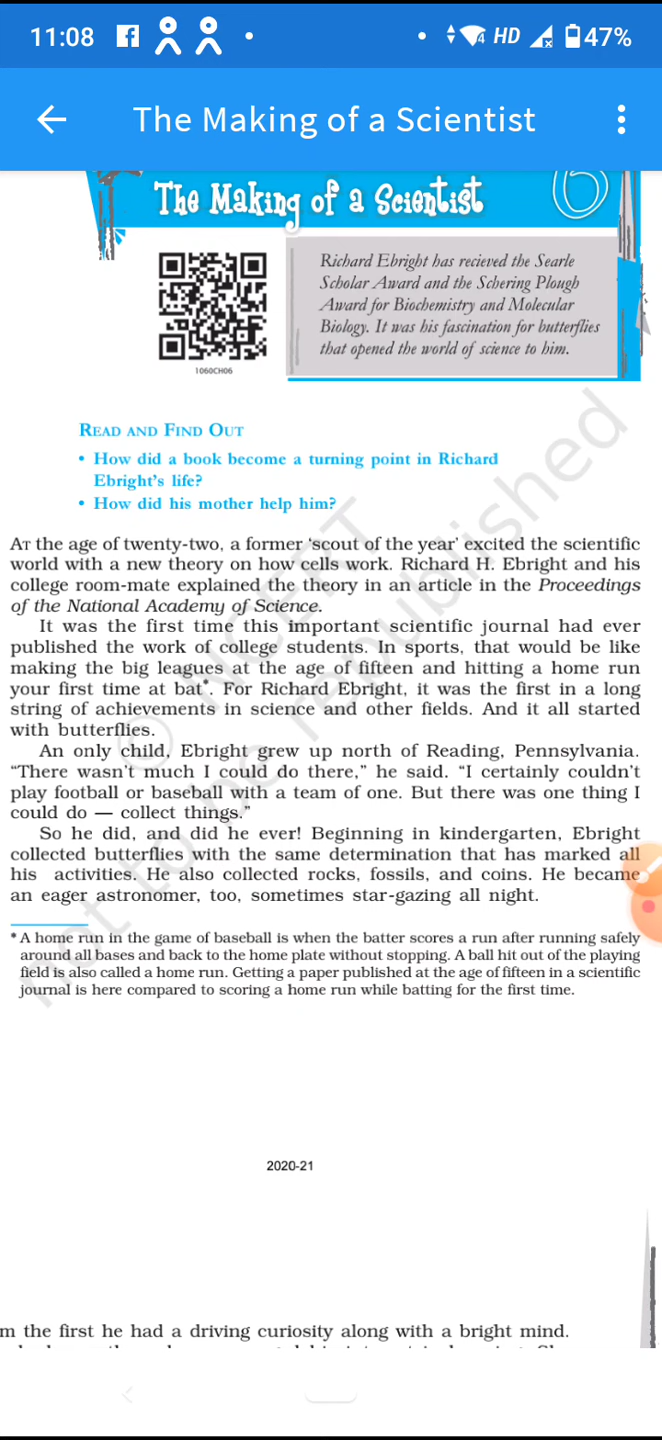 11:08
HD
4
47%
The Making of a Scientist
The Making of a Scientist
6
Richard Ebright has recieved the Searle
Scholar Award and the Schering Plough
Award for Biochemistry and Molecular
Biology. It was his fascination for butterflies
that opened the world of science to him.
1060CH06
READ AND FIND OUT
• How did a book become a turning point in Richard
Ebright's life?
• How did his mother help him?
AT the age of twenty-two, a former 'scout of the year' excited the scientific
world with a new theory on how cells work. Richard H. Ebright and his
college room-mate explained the theory in an article in the Proceedings
of the National Academy of Science.
It was the first time this important scientific journal had ever
published the work of college students. In sports, that would be like
making the big leagues at the age of fifteen and hitting a home run
your first time at bat*. For Richard Ebright, it was the first in a long
string of achievements in science and other fields. And it all started
with butterflies.
An only child, Ebright grew up north of Reading, Pennsylvania.
"There wasn't much I could do there," he said. "I certainly couldn't
play football or baseball with a team of one. But there was one thing I
could do — collect things."
So he did, and did he ever! Beginning in kindergarten, Ebright
collected butterflies with the same determination that has marked all
his activities. He also collected rocks, fossils, and coins. He became
an eager astronomer, too, sometimes star-gazing all night.
* A home run in the game of baseball is when the batter scores a run after running safely
around all bases and back to the home plate without stopping. A ball hit out of the playing
field is also called a home run. Getting a paper published at the age of fifteen in a scientific
journal is here compared to scoring a home run while batting for the first time.
© NCERT
not to be republished
2020-21
m the first he had a driving curiosity along with a bright mind.